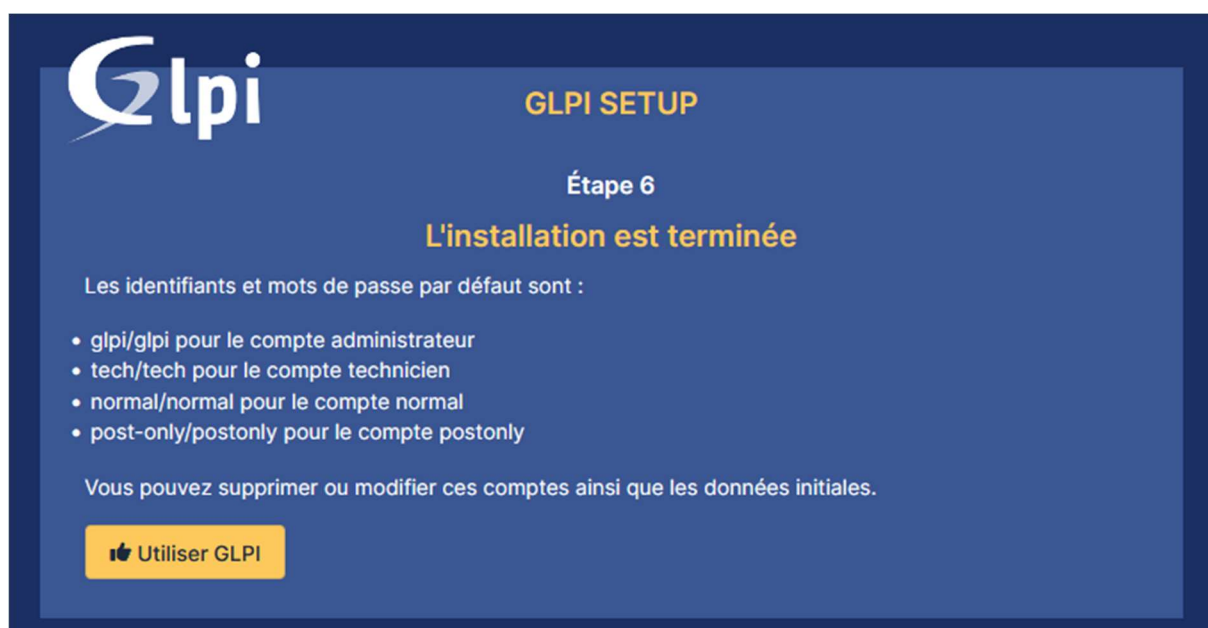 Glpi
GLPI SETUP
Étape 6
L'installation est terminée
Les identifiants et mots de passe par défaut sont :
• glpi/glpi pour le compte administrateur
• tech/tech pour le compte technicien
• normal/normal pour le compte normal
• post-only/postonly pour le compte postonly
Vous pouvez supprimer ou modifier ces comptes ainsi que les données initiales.
Utiliser GLPI